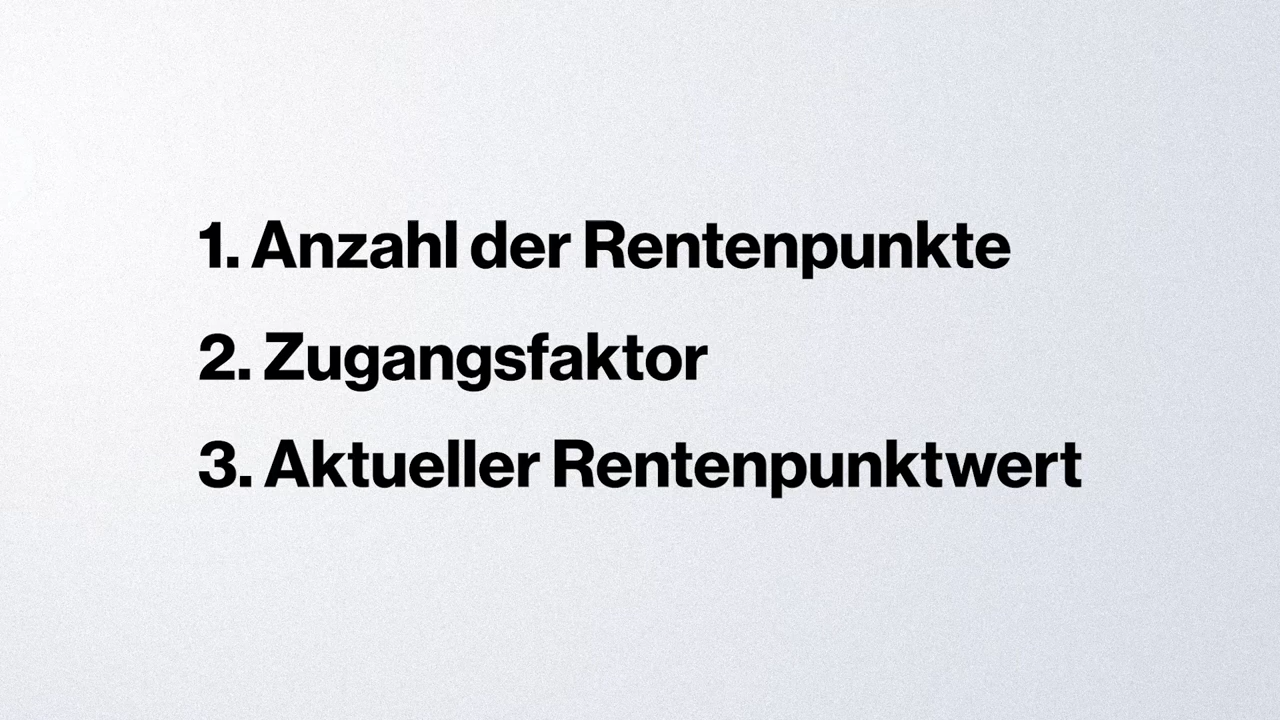 1. Anzahl der Rentenpunkte
2. Zugangsfaktor
3. Aktueller Rentenpunktwert